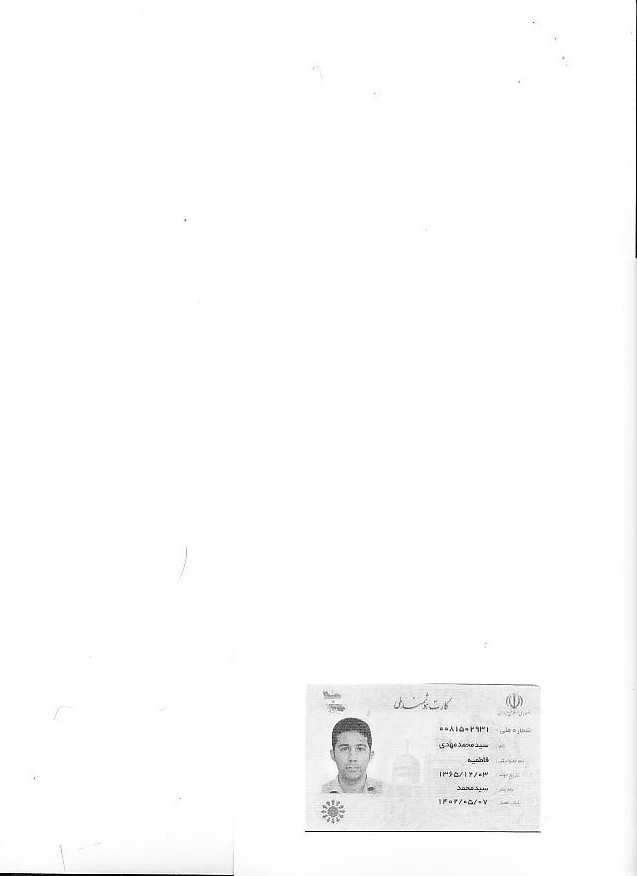 کارت هوشمند ملی
جمهوری اسلامی ایران
شماره ملی: ۰۰۸۱۵۰۲۹۳۱
نام: سیدمحمدمهدی
نام خانوادگی: فاطمیه
تاریخ تولد: ۱۳۶۵/۱۲/۰۳
نام پدر: سیدمحمد
پایان اعتبار: ۱۴۰۲/۰۵/۰۷